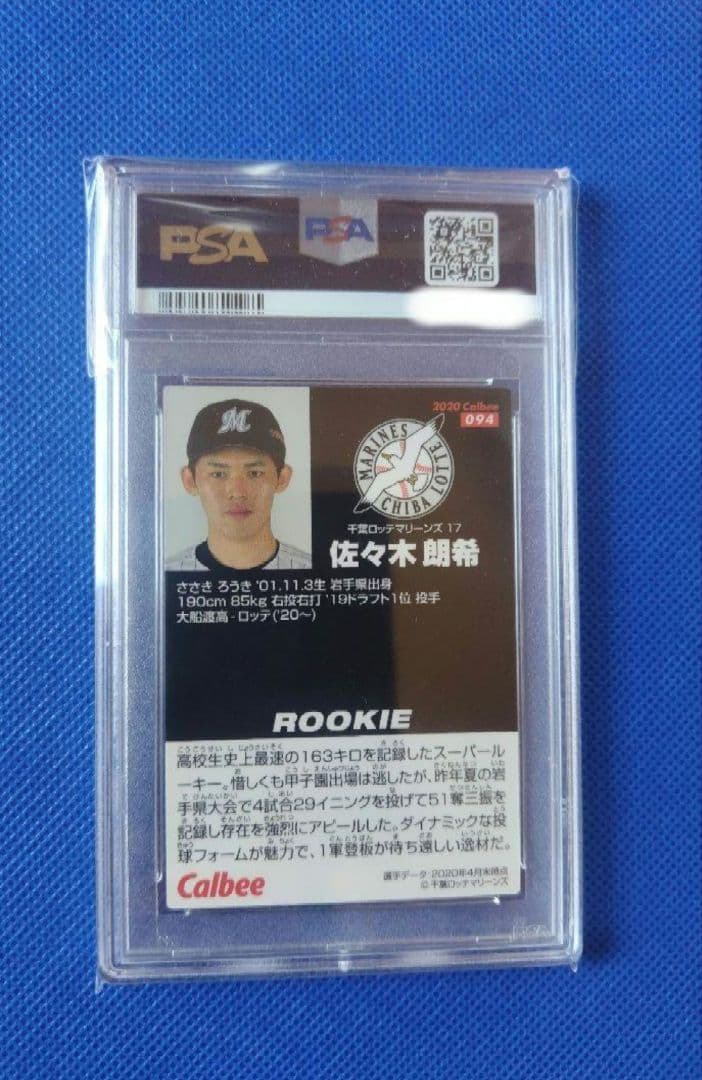 PSA PSA
2020 Calbee
094
M
MARINES
CHIBA LOTTE
千葉ロッテマリーンズ 17
佐々木 朗希
ささき ろうき '01.11.3生 岩手県出身
190cm 85kg 右投右打 '19ドラフト1位 投手
大船渡高 - ロッテ('20〜)
ROOKIE
高校生史上最速の163キロを記録したスーパール
ーキー。惜しくも甲子園出場は逃したが、昨年夏の岩
手県大会で4試合29イニングを投げて51奪三振を
記録し存在を強烈にアピールした。ダイナミックな投
球フォームが魅力で、1軍登板が待ち遠しい逸材だ。
Calbee
選手データ:2020年4月末時点
©千葉ロッテマリーンズ